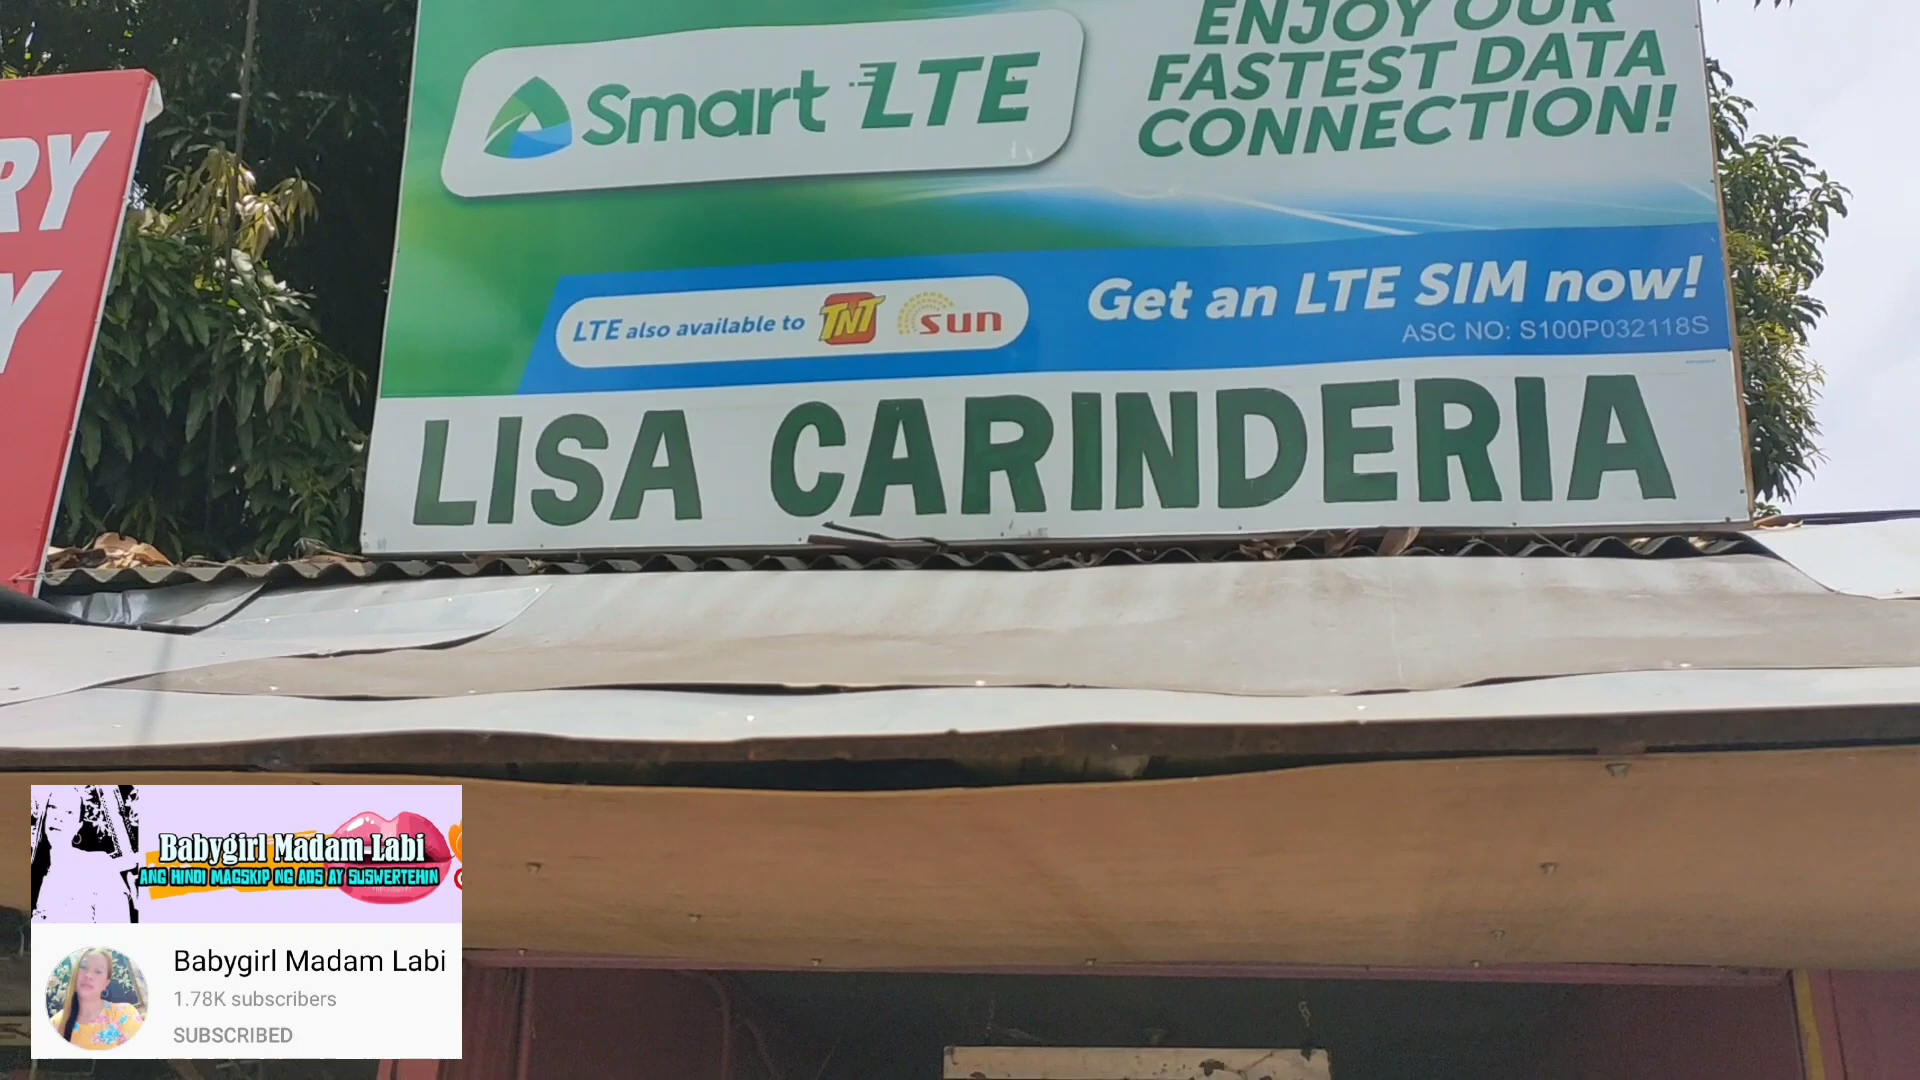 RY
Y
Smart LTE
ENJOY OUR
FASTEST DATA
CONNECTION!
LTE also available to TNT sun
Get an LTE SIM now!
ASC NO: S100P032118S
LISA CARINDERIA
Babygirl Madam Labi
ANG HINDI MAGSKIP NG ADS AY SUSWERTEHIN
Babygirl Madam Labi
1.78K subscribers
SUBSCRIBED